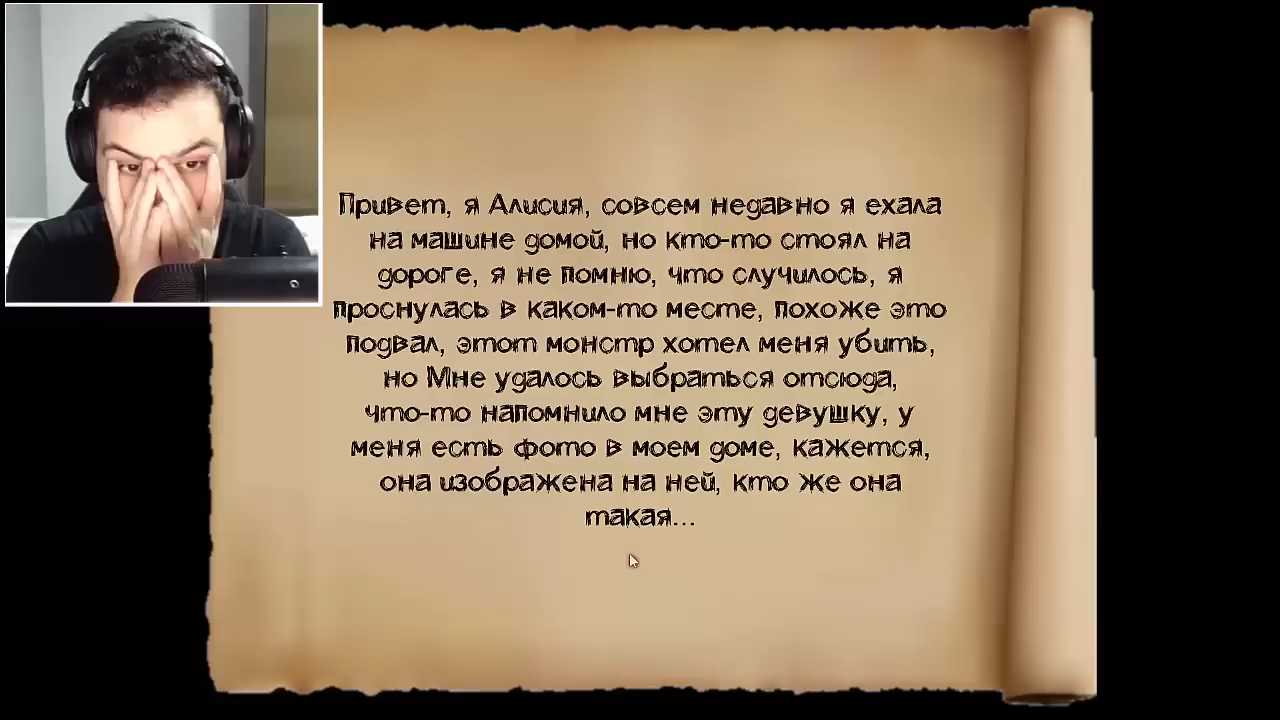 Привет, я Алисия, совсем недавно я ехала
на машине домой, но кто-то стоял на
дороге, я не помню, что случилось, я
проснулась в каком-то месте, похоже это
подвал, этот монстр хотел меня убить,
но Мне удалось выбраться отсюда,
что-то напомнило мне эту девушку, у
меня есть фото в моем доме, кажется,
она изображена на ней, кто же она
такая...